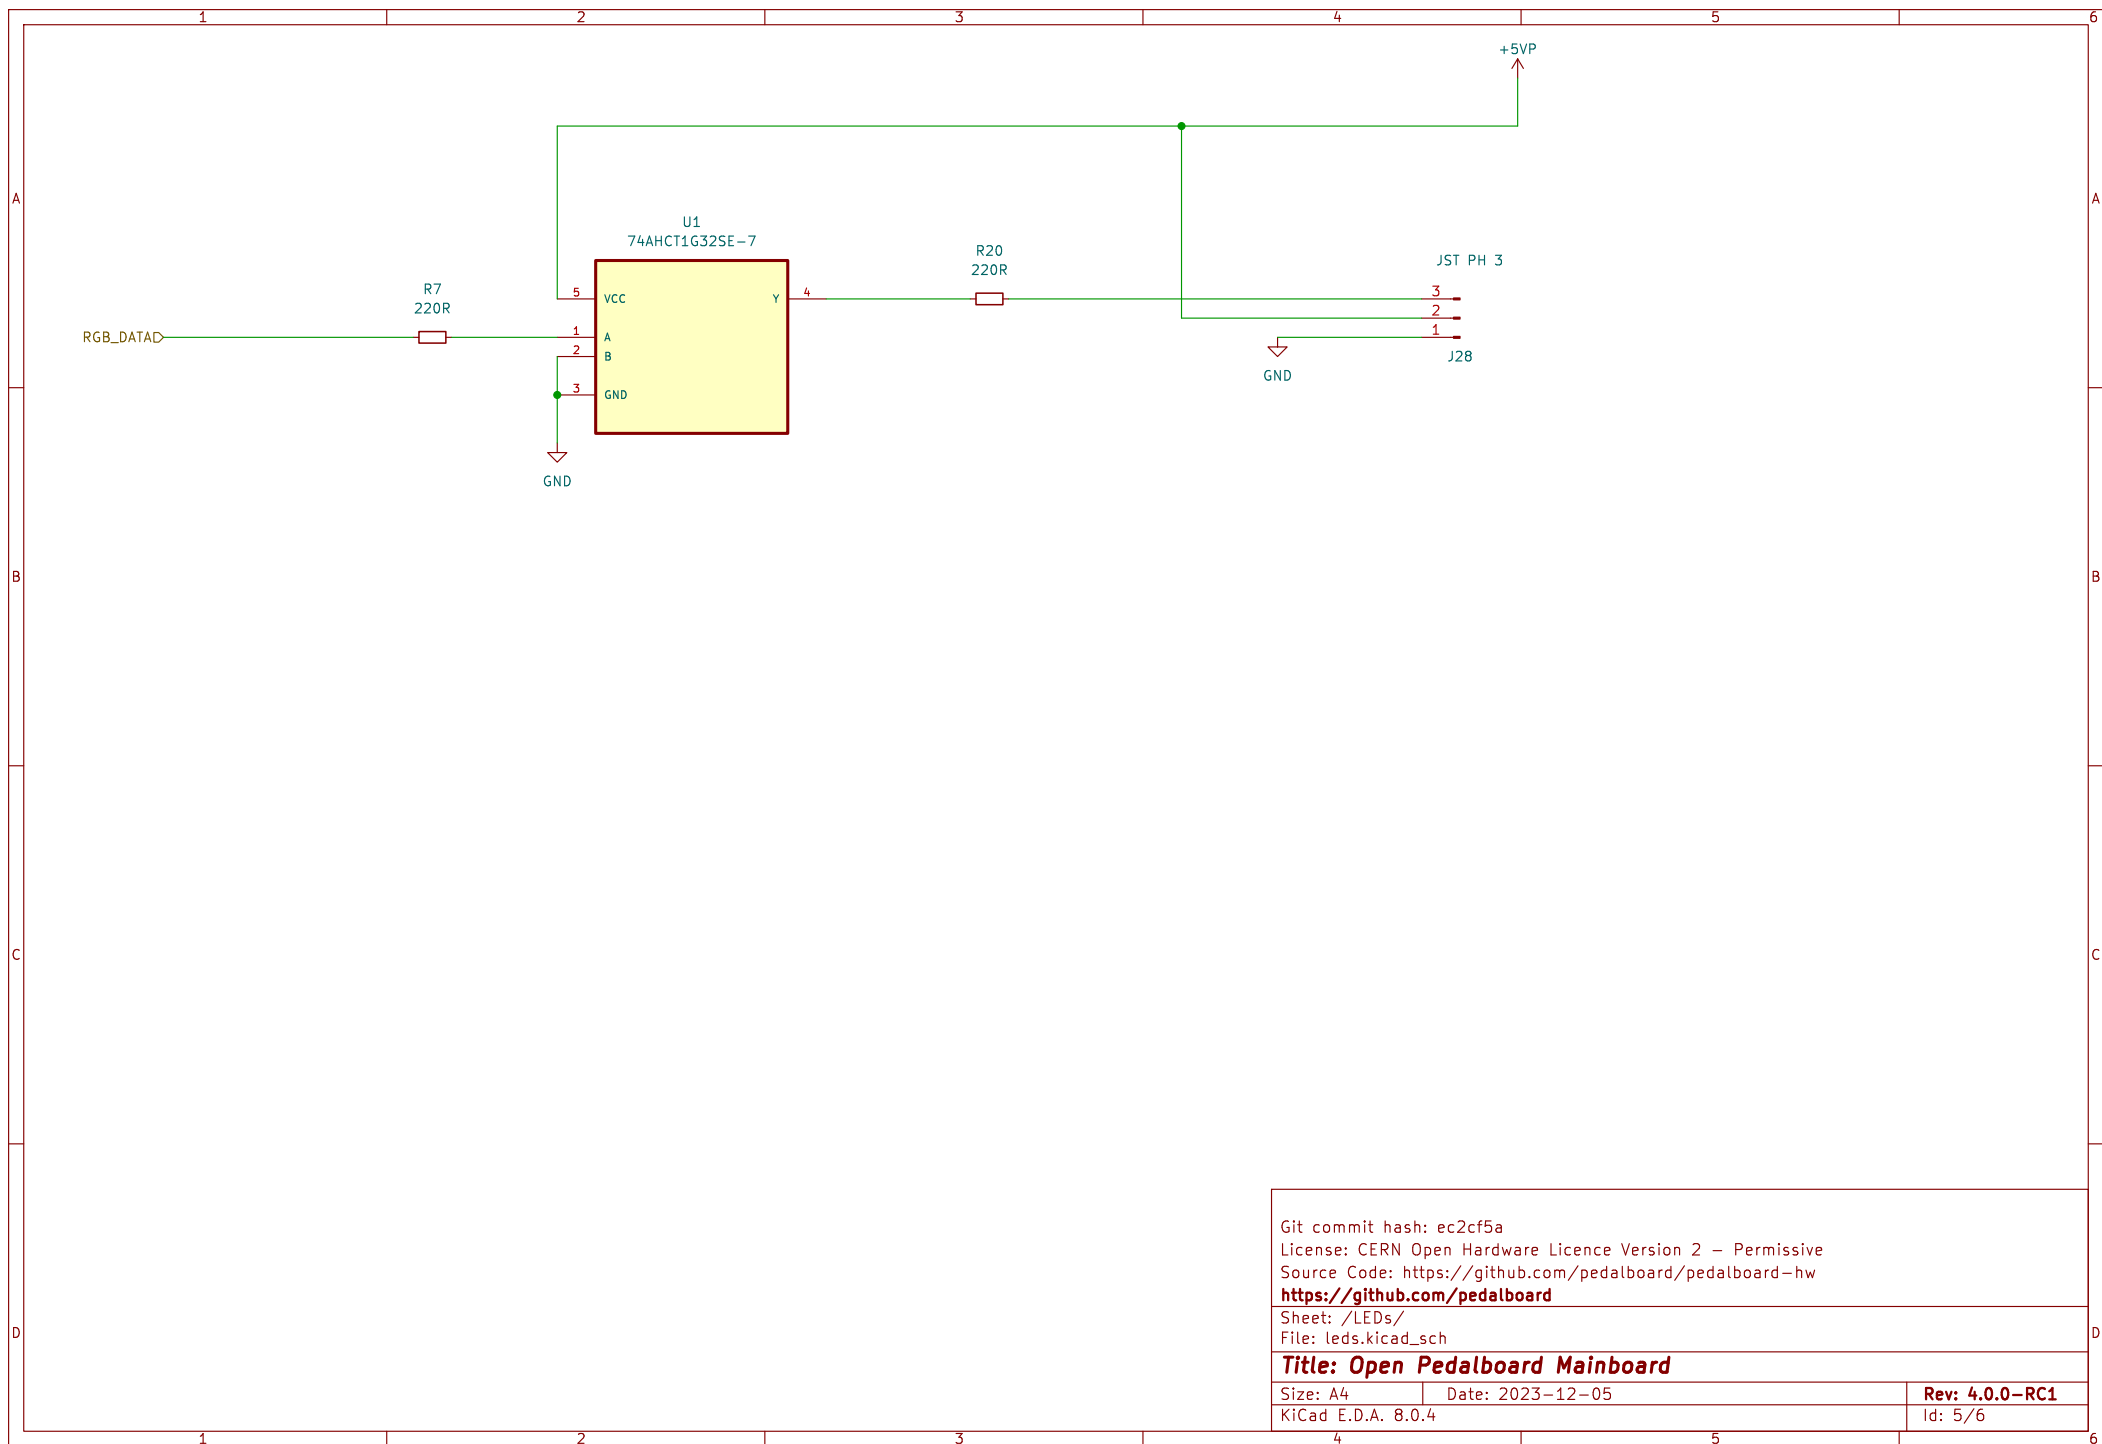 1 2 3 4 5 6
+5VP
A A
U1
74AHCT1G32SE-7
R20
220R
JST PH 3
R7
220R
5 VCC Y 4
3
2
1
RGB_DATA
1 A
2 B
J28
GND
3 GND
GND
B B
C C
Git commit hash: ec2cf5a
License: CERN Open Hardware Licence Version 2 - Permissive
Source Code: https://github.com/pedalboard/pedalboard-hw
https://github.com/pedalboard
Sheet: /LEDs/
File: leds.kicad_sch
D D
Title: Open Pedalboard Mainboard
Size: A4 Date: 2023-12-05 Rev: 4.0.0-RC1
KiCad E.D.A. 8.0.4 Id: 5/6
1 2 3 4 5 6